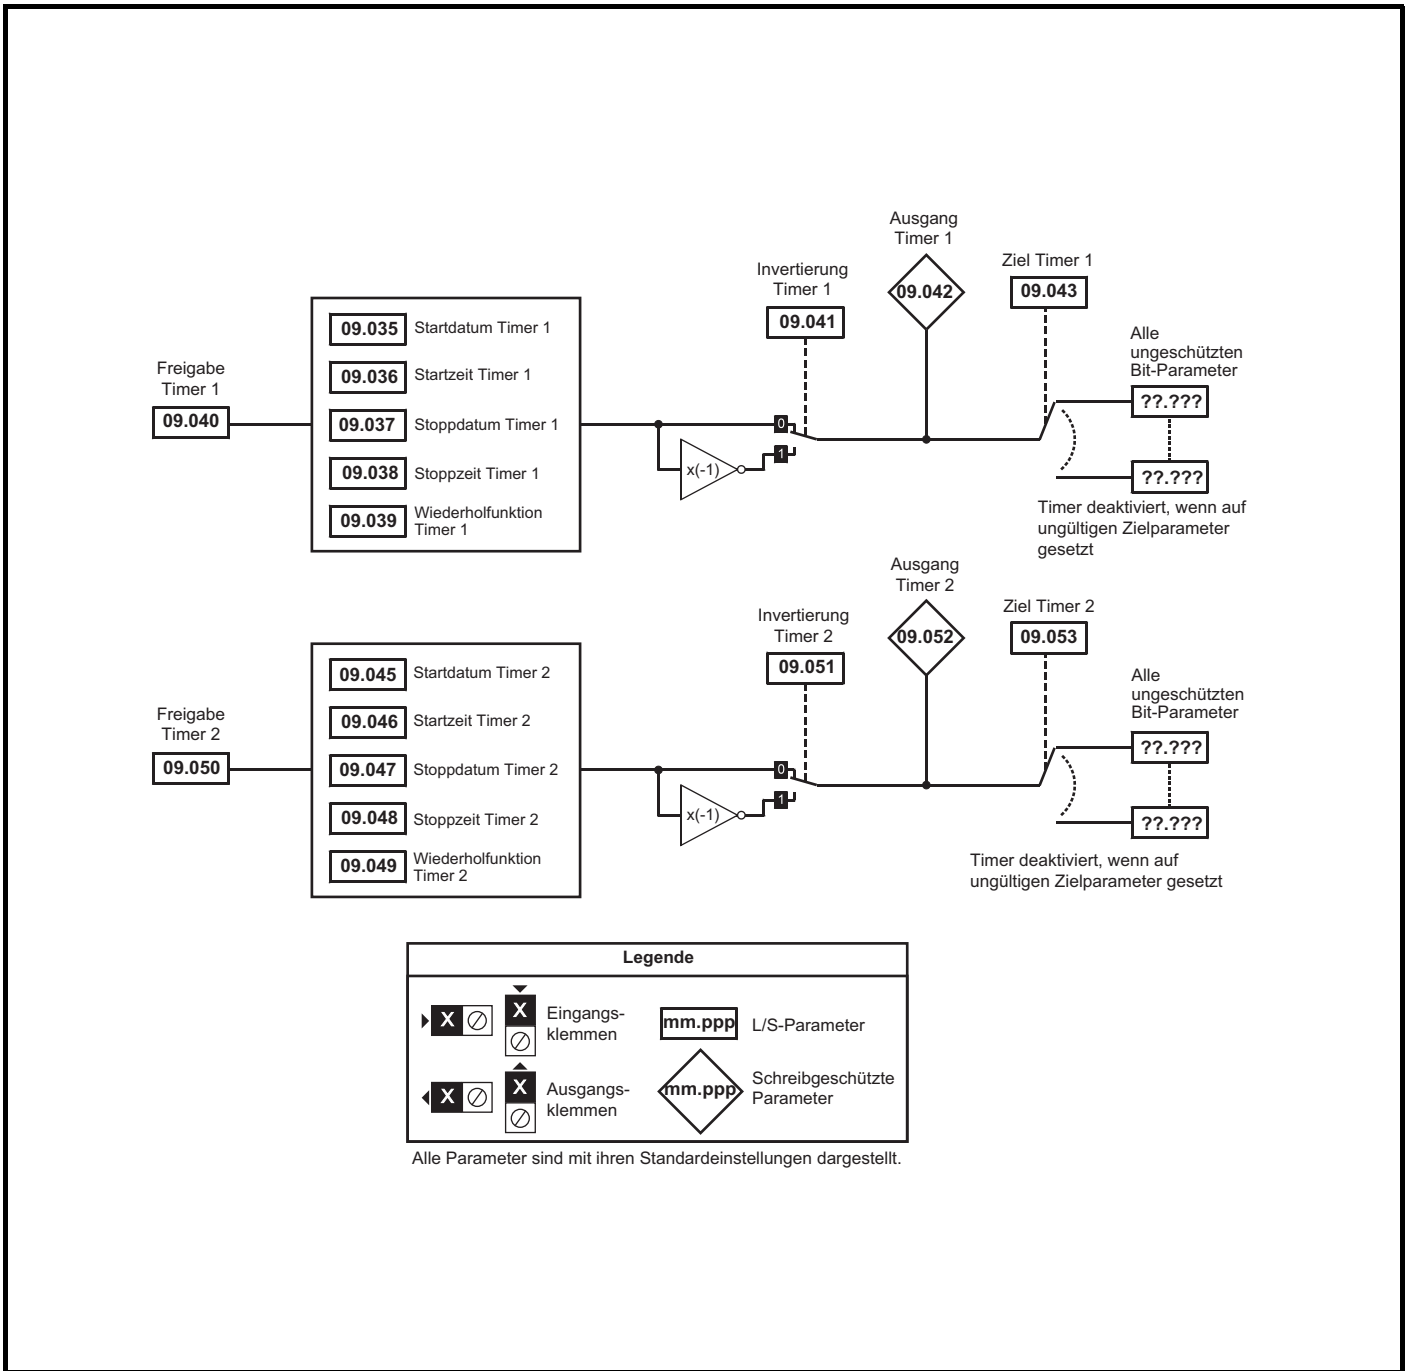 Ausgang
Timer 1
Ziel Timer 1
Invertierung
Timer 1
09.042
09.043
09.041
Alle
ungeschützten
Bit-Parameter
09.035 Startdatum Timer 1
Freigabe
Timer 1
09.036 Startzeit Timer 1
??.???
09.040
09.037 Stoppdatum Timer 1
0
1
x(-1)
09.038 Stoppzeit Timer 1
??.???
09.039 Wiederholfunktion
Timer 1
Timer deaktiviert, wenn auf
ungültigen Zielparameter
gesetzt
Ausgang
Timer 2
Ziel Timer 2
Invertierung
Timer 2
09.052
09.053
09.051
Alle
ungeschützten
Bit-Parameter
09.045 Startdatum Timer 2
Freigabe
Timer 2
09.046 Startzeit Timer 2
??.???
09.050
09.047 Stoppdatum Timer 2
0
1
x(-1)
09.048 Stoppzeit Timer 2
??.???
09.049 Wiederholfunktion
Timer 2
Timer deaktiviert, wenn auf
ungültigen Zielparameter gesetzt
Legende
X
X
Eingangs-
klemmen
mm.ppp L/S-Parameter
X
X
Ausgangs-
klemmen
mm.ppp
Schreibgeschützte
Parameter
Alle Parameter sind mit ihren Standardeinstellungen dargestellt.